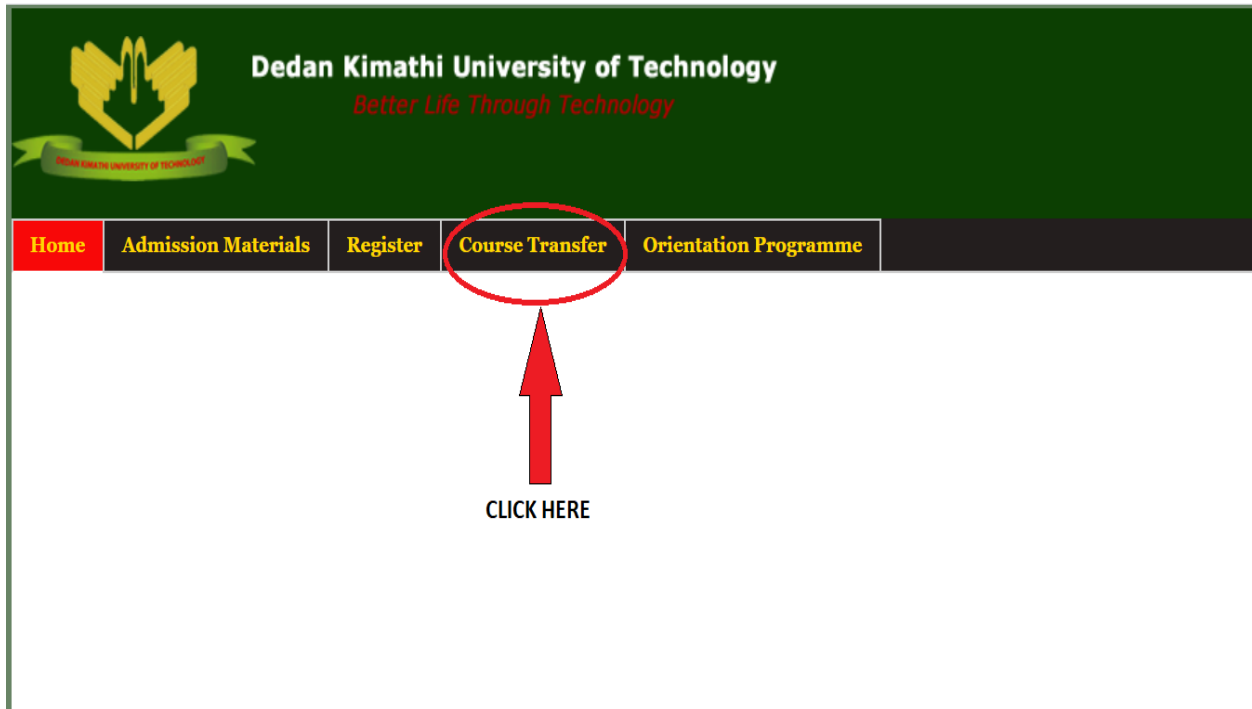 Dedan Kimathi University of Technology
Better Life Through Technology
DEDAN KIMATHI UNIVERSITY OF TECHNOLOGY
Home Admission Materials Register Course Transfer Orientation Programme
CLICK HERE